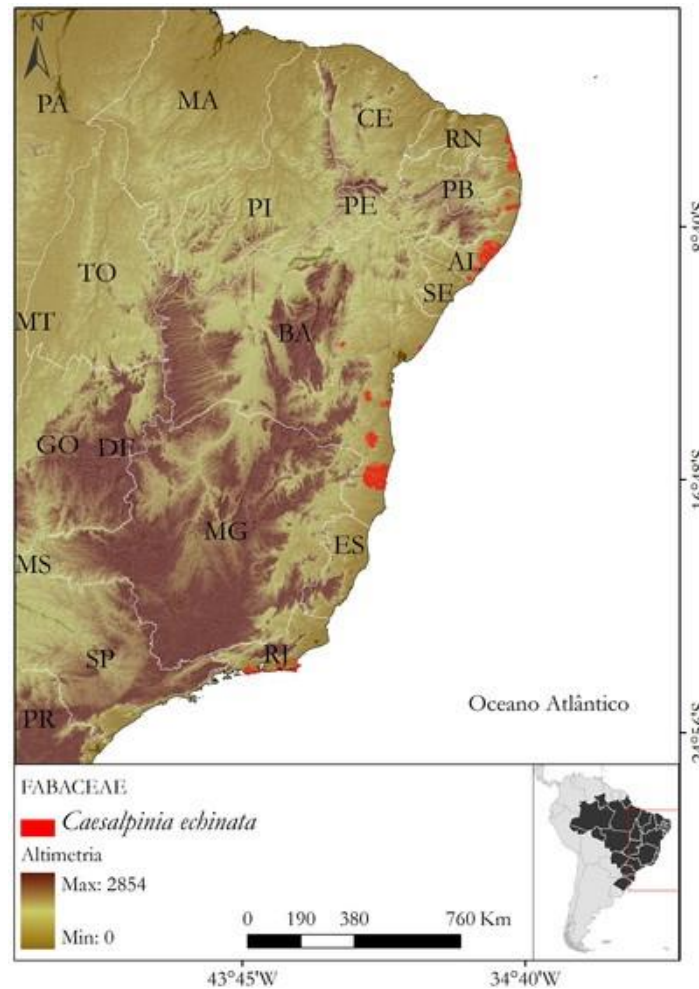 N
PA
MA
CE
RN
PB
PE
PI
AL
SE
TO
MT
BA
GO
DF
MG
ES
MS
SP
RJ
PR
Oceano Atlântico
FABACEAE
Caesalpinia echinata
Altimetria
Max: 2854
Min: 0
0 190 380 760 Km
43°45'W 34°40'W